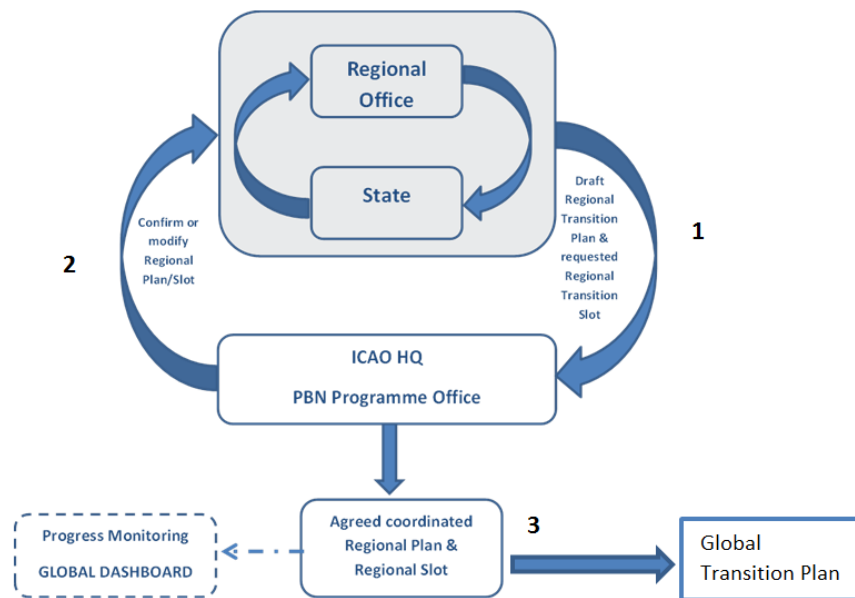 Regional
Office
State
Draft
Regional
Transition
Plan &
requested
Regional
Transition
Slot
1
Confirm or
modify
Regional
Plan/Slot
2
ICAO HQ
PBN Programme Office
Agreed coordinated
Regional Plan &
Regional Slot
3
Progress Monitoring
GLOBAL DASHBOARD
Global
Transition Plan